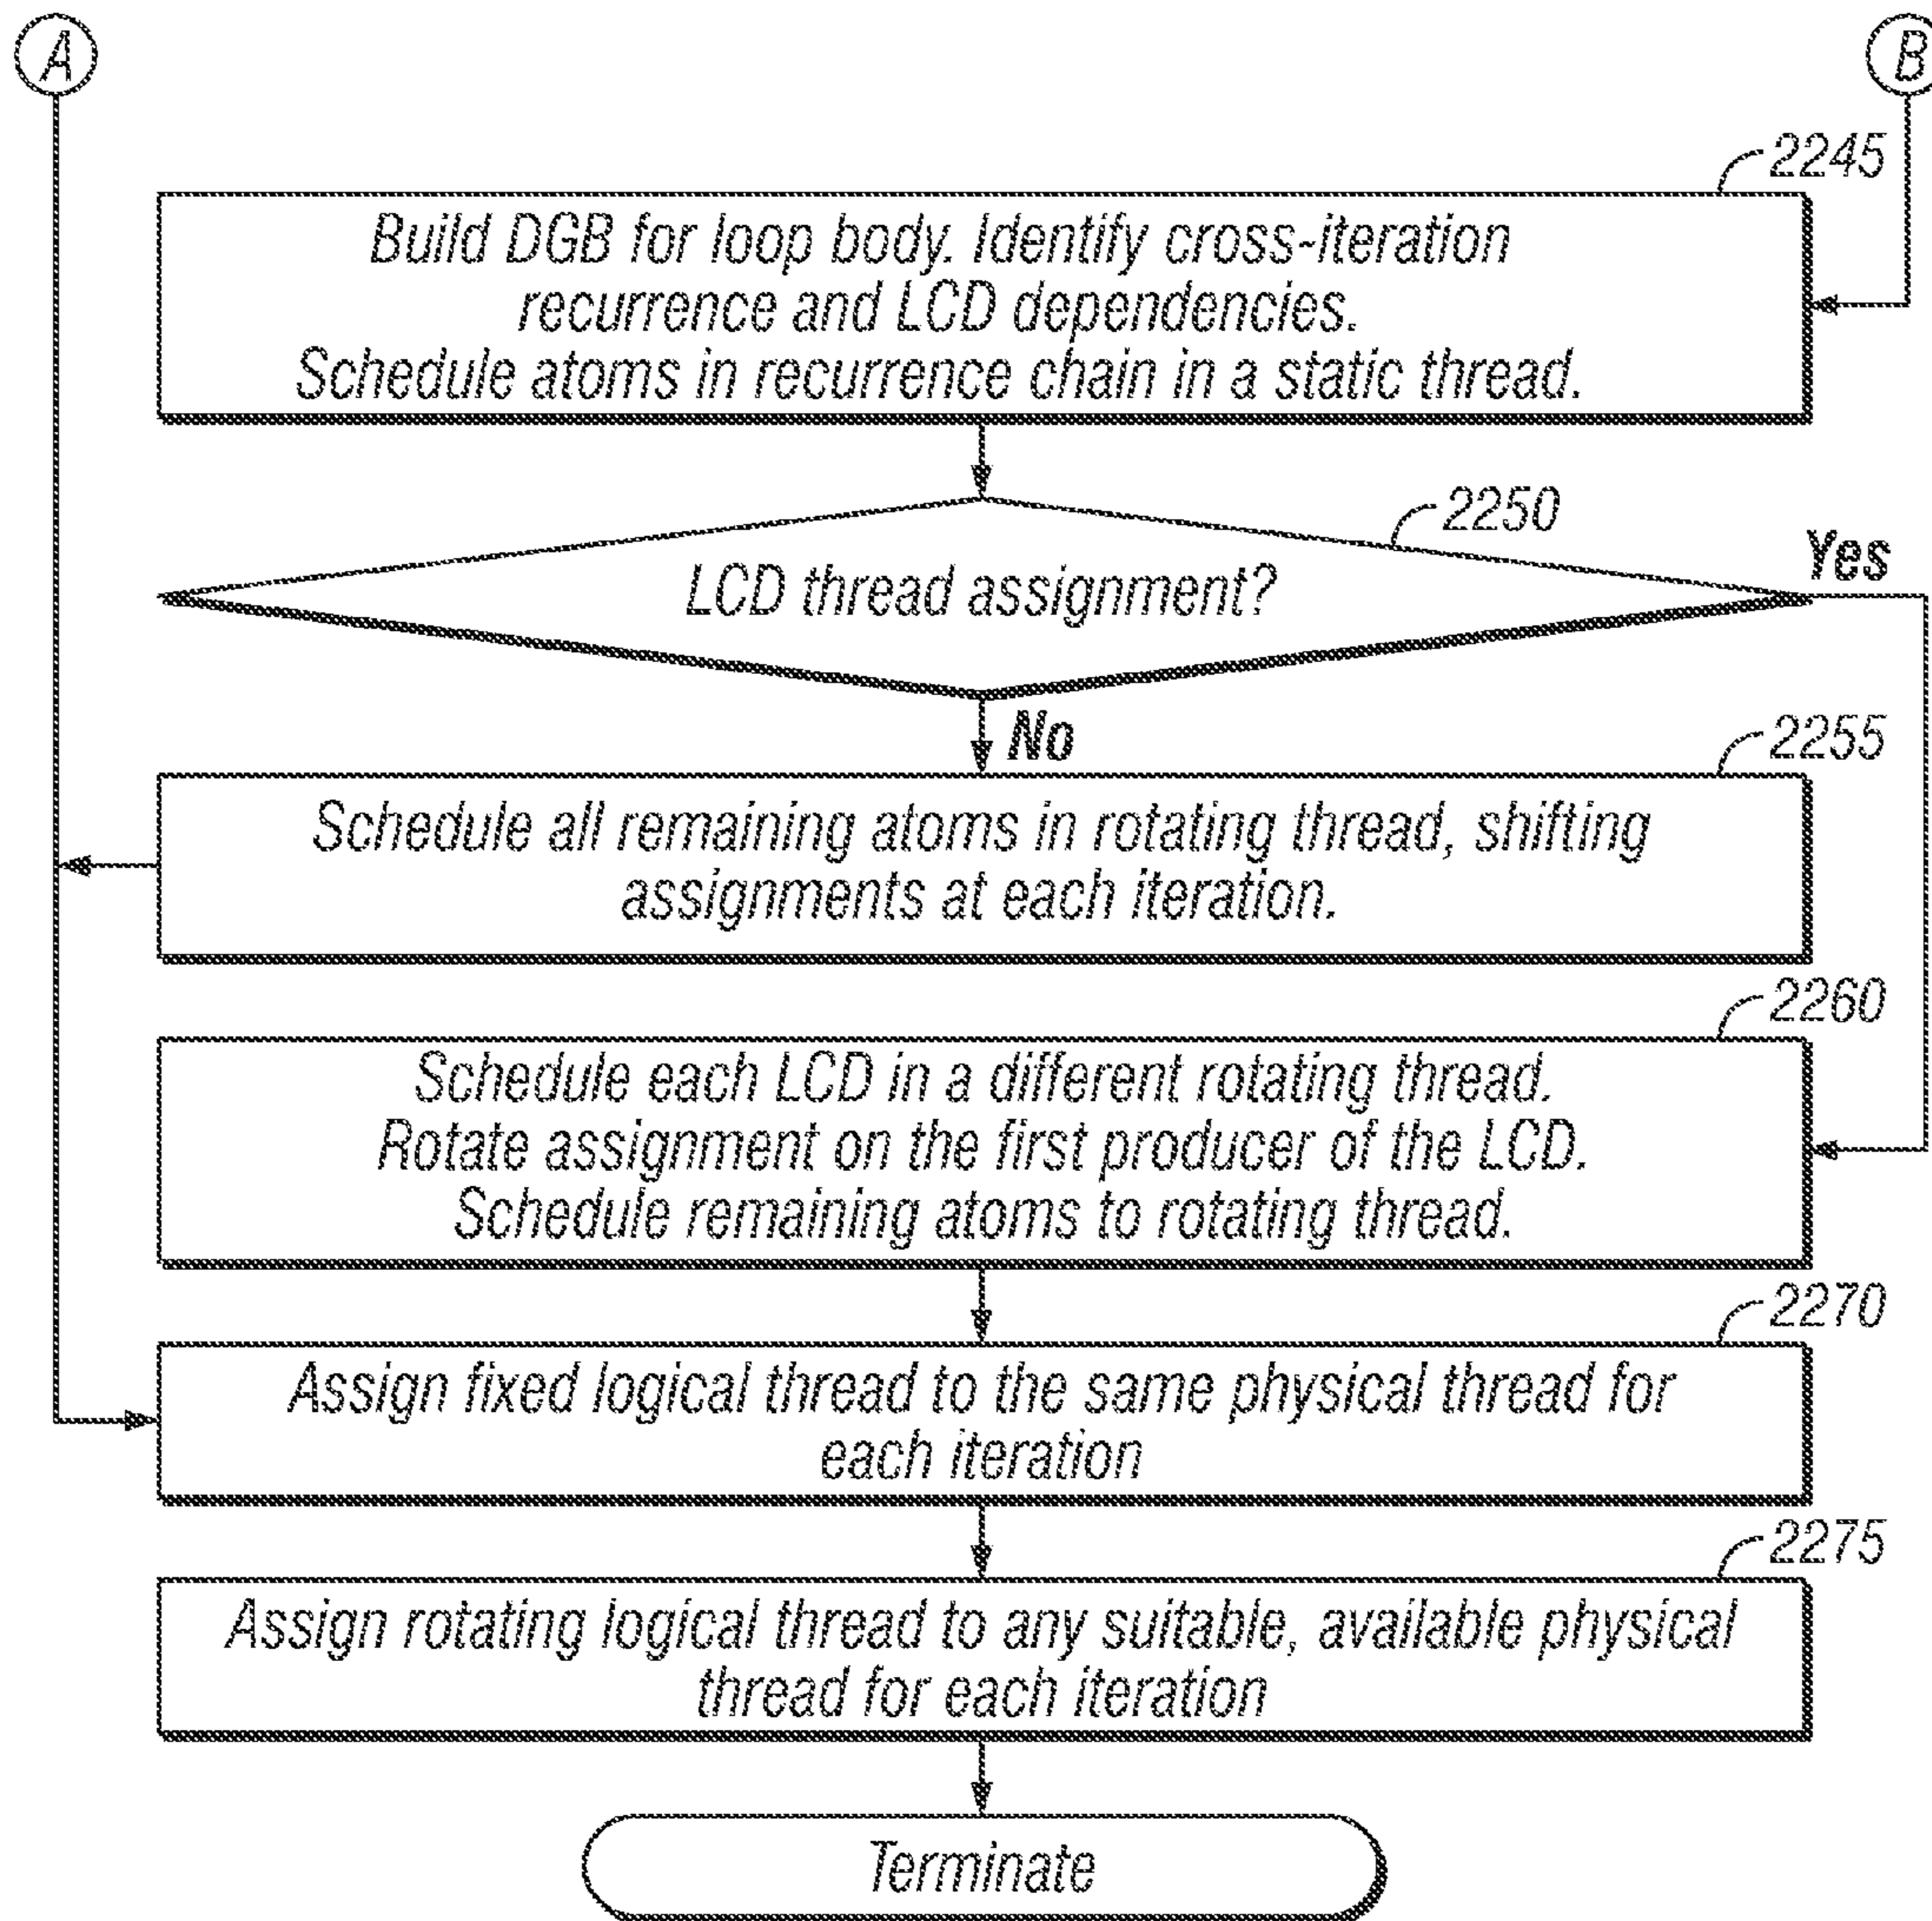 A
B
2245
Build DGB for loop body. Identify cross-iteration
recurrence and LCD dependencies.
Schedule atoms in recurrence chain in a static thread.
2250
LCD thread assignment?
Yes
No
2255
Schedule all remaining atoms in rotating thread, shifting
assignments at each iteration.
2260
Schedule each LCD in a different rotating thread.
Rotate assignment on the first producer of the LCD.
Schedule remaining atoms to rotating thread.
2270
Assign fixed logical thread to the same physical thread for
each iteration
2275
Assign rotating logical thread to any suitable, available physical
thread for each iteration
Terminate